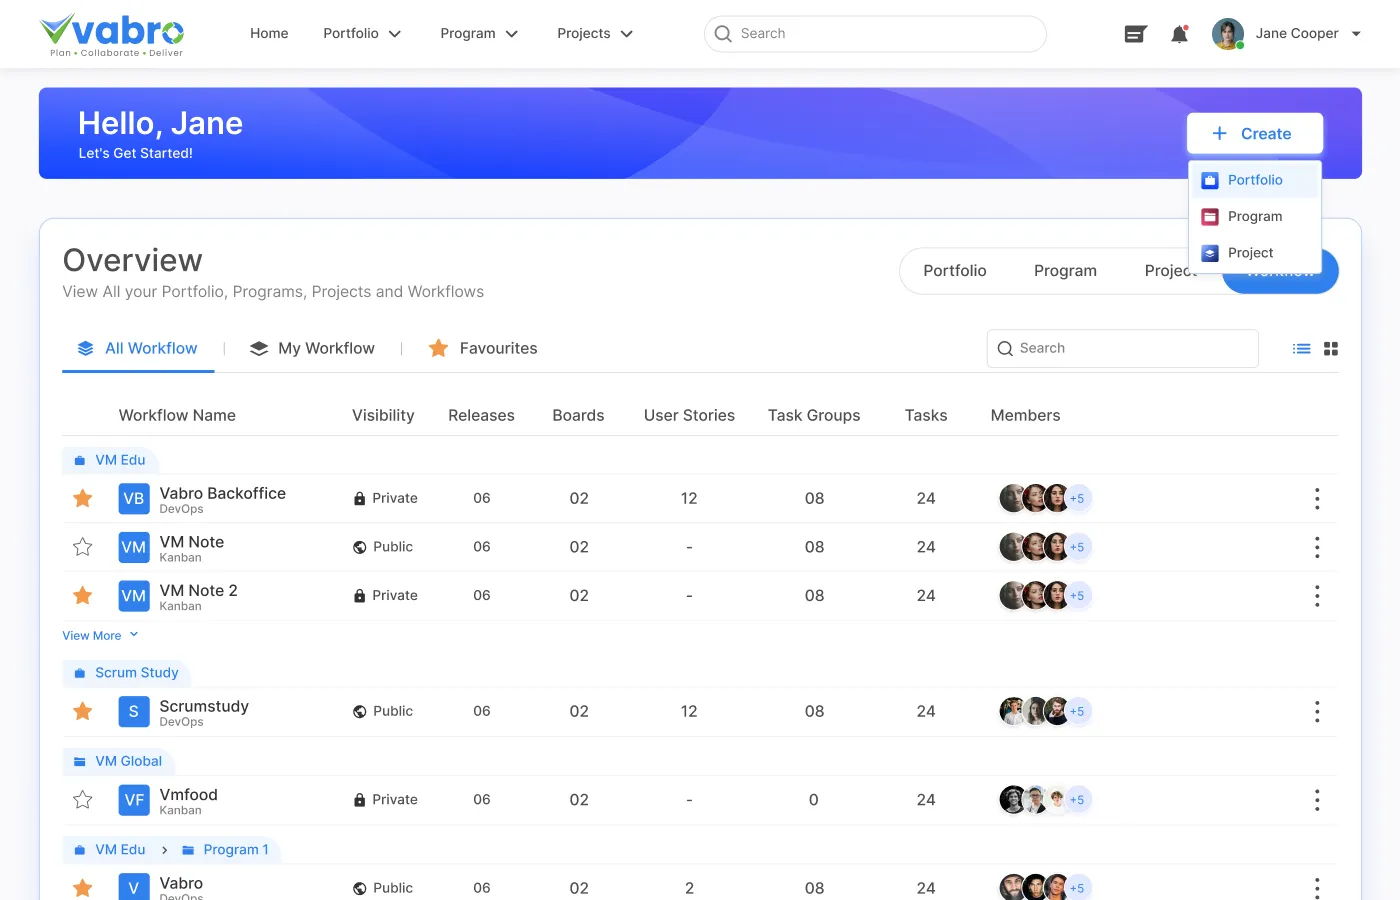 vabro
Plan • Collaborate • Deliver
Home Portfolio Program Projects Search Jane Cooper
Hello, Jane
Let's Get Started!
+ Create
Portfolio
Program
Project
Overview
View All your Portfolio, Programs, Projects and Workflows
Portfolio Program Project Workflow
All Workflow | My Workflow | Favourites Search
Workflow Name Visibility Releases Boards User Stories Task Groups Tasks Members
VM Edu
VB Vabro Backoffice Private 06 02 12 08 24 +5
DevOps
VM VM Note Public 06 02 - 08 24 +5
Kanban
VM VM Note 2 Private 06 02 - 08 24 +5
Kanban
View More
Scrum Study
S Scrumstudy Public 06 02 12 08 24 +5
DevOps
VM Global
VF Vmfood Private 06 02 - 0 24 +5
Kanban
VM Edu > Program 1
V Vabro Public 06 02 2 08 24 +5
DevOps